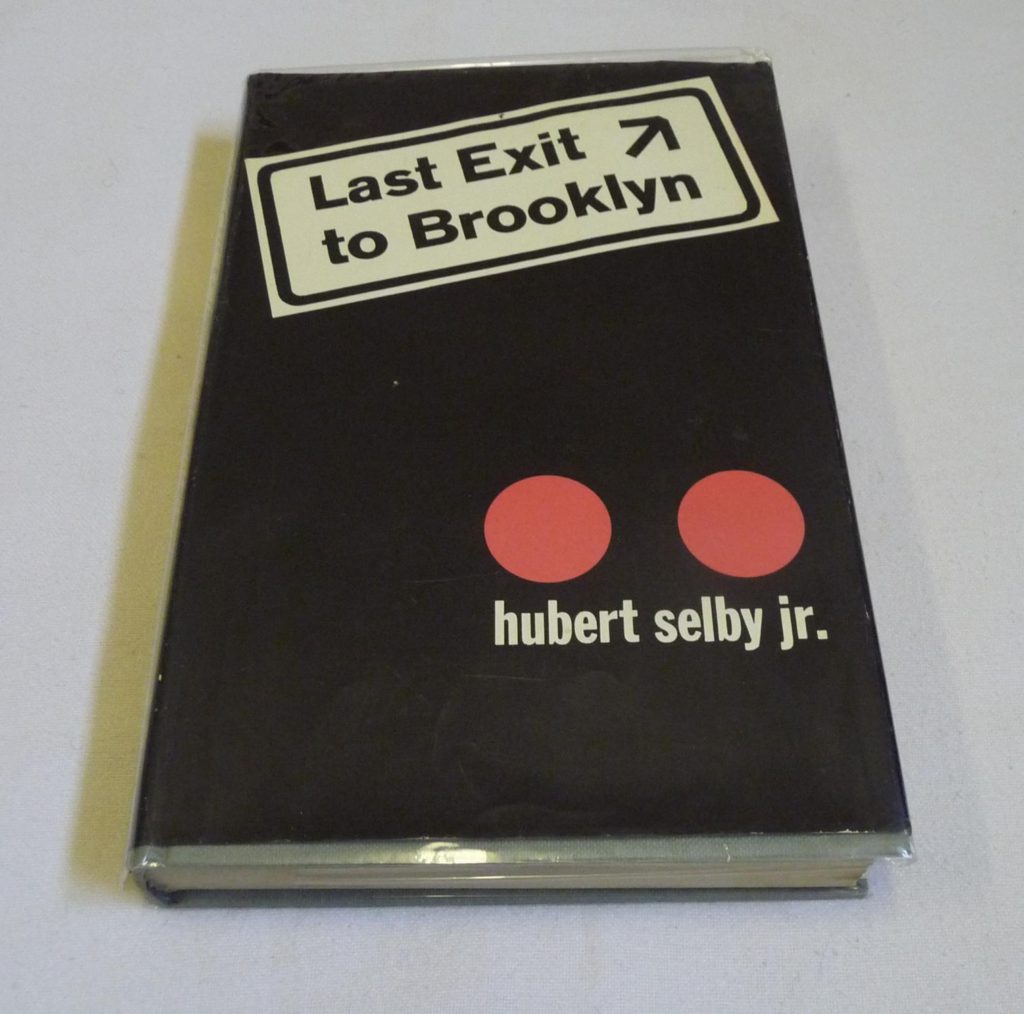 Last Exit ↗
to Brooklyn
hubert selby jr.